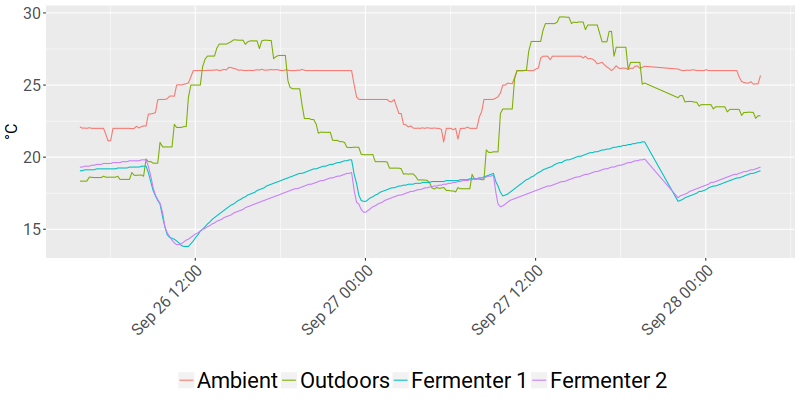 30
25
20
15
°C
Sep 26 12:00
Sep 27 00:00
Sep 27 12:00
Sep 28 00:00
Ambient Outdoors Fermenter 1 Fermenter 2